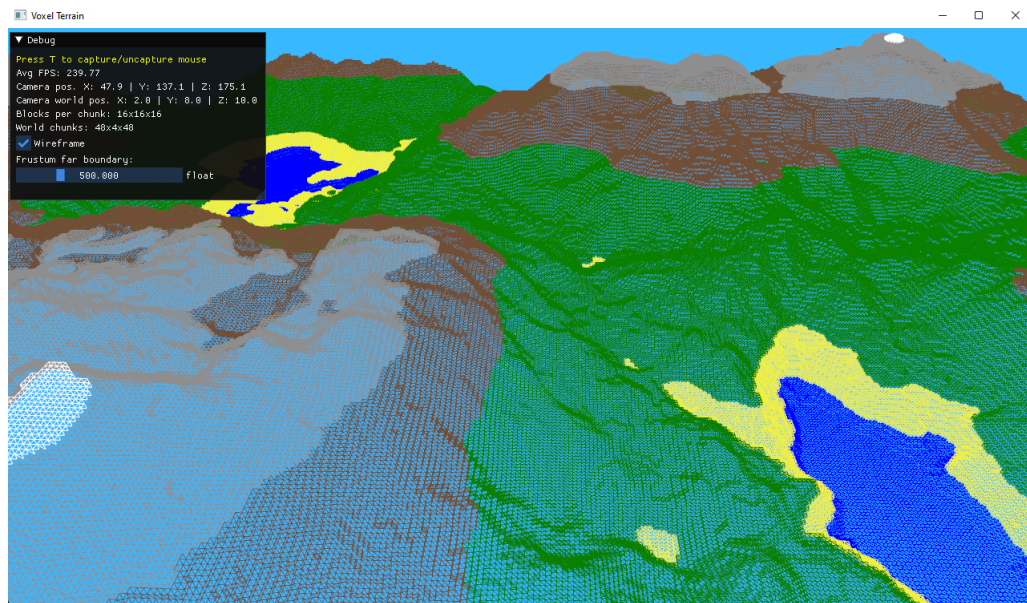 Voxel Terrain
Debug
Press T to capture/uncapture mouse
Avg FPS: 239.77
Camera pos. X: 47.9 | Y: 137.1 | Z: 175.1
Camera world pos. X: 2.0 | Y: 8.0 | Z: 10.0
Blocks per chunk: 16x16x16
World chunks: 48x4x48
Wireframe
Frustum far boundary:
500.000 float